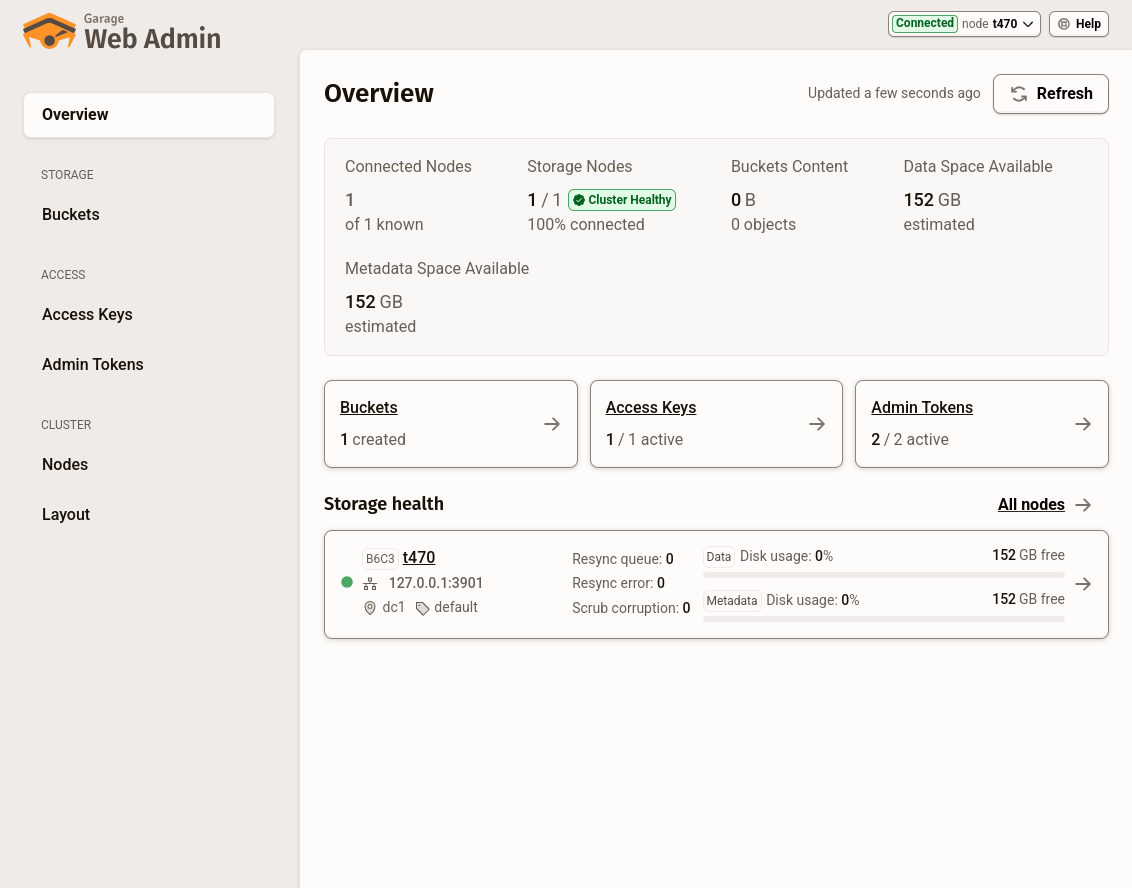 Garage
Web Admin
Connected node t470
Help
Overview
STORAGE
Buckets
ACCESS
Access Keys
Admin Tokens
CLUSTER
Nodes
Layout
Overview
Updated a few seconds ago
Refresh
Connected Nodes
1
of 1 known
Storage Nodes
1 / 1 Cluster Healthy
100% connected
Buckets Content
0 B
0 objects
Data Space Available
152 GB
estimated
Metadata Space Available
152 GB
estimated
Buckets
1 created
Access Keys
1 / 1 active
Admin Tokens
2 / 2 active
Storage health
All nodes
B6C3 t470
127.0.0.1:3901
dc1 default
Resync queue: 0
Resync error: 0
Scrub corruption: 0
Data Disk usage: 0% 152 GB free
Metadata Disk usage: 0% 152 GB free